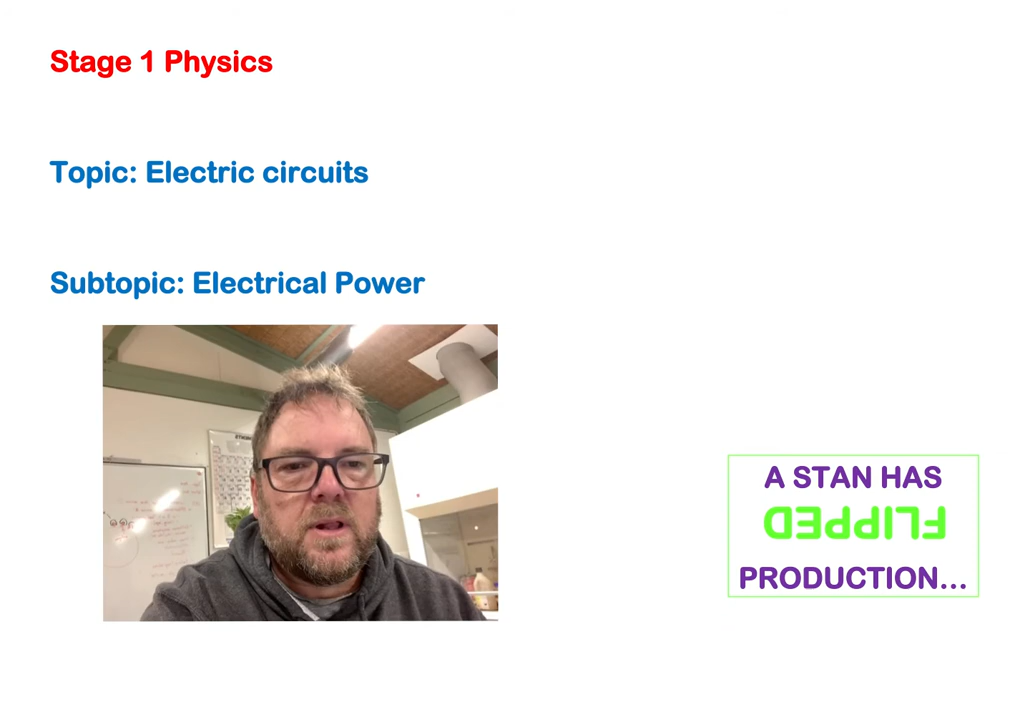 Stage 1 Physics
Topic: Electric circuits
Subtopic: Electrical Power
A STAN HAS
FLIPPED
PRODUCTION...